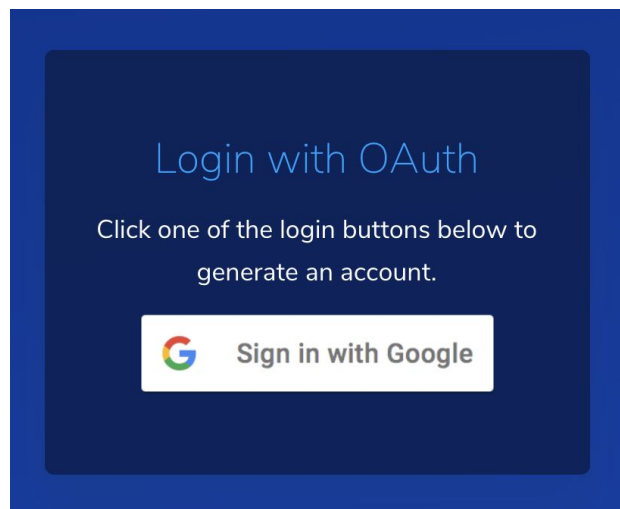 Login with OAuth
Click one of the login buttons below to
generate an account.
Sign in with Google